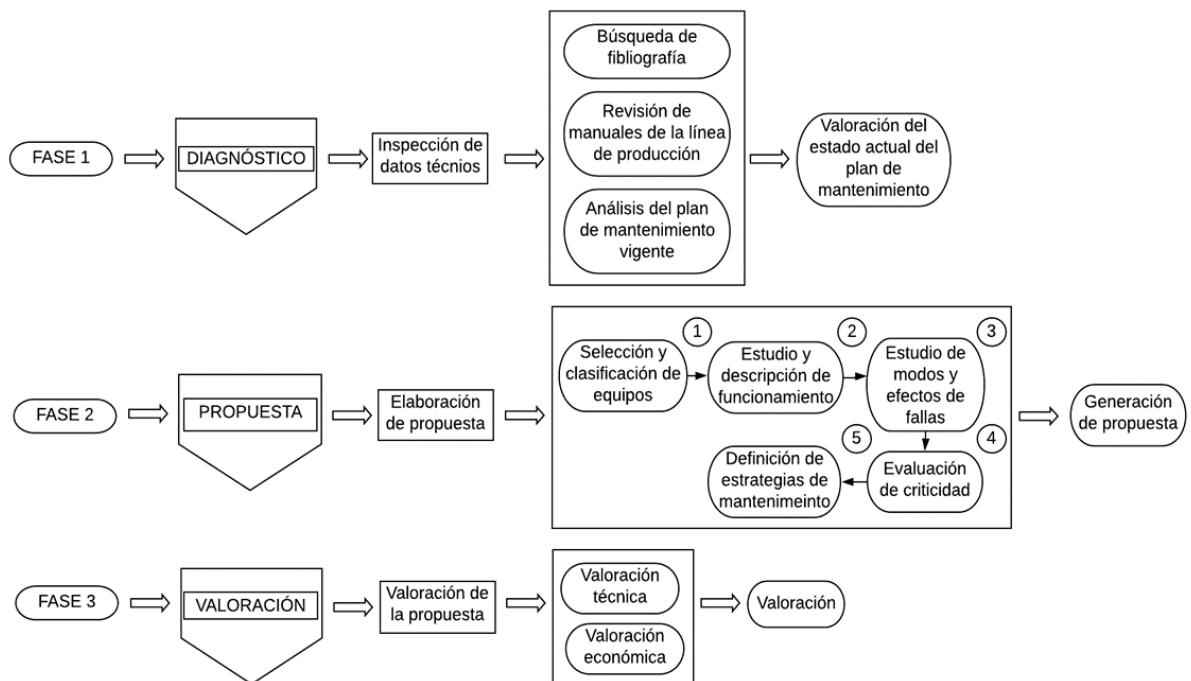 FASE 1
DIAGNÓSTICO
Inspección de
datos técnios
Búsqueda de
fibliografía
Revisión de
manuales de la línea
de producción
Análisis del plan
de mantenimiento
vigente
Valoración del
estado actual del
plan de
mantenimiento
FASE 2
PROPUESTA
Elaboración
de propuesta
1
Selección y
clasificación de
equipos
2
Estudio y
descripción de
funcionamiento
3
Estudio de
modos y
efectos de
fallas
4
Evaluación
de criticidad
5
Definición de
estrategias de
mantenimeinto
Generación
de propuesta
FASE 3
VALORACIÓN
Valoración de
la propuesta
Valoración
técnica
Valoración
económica
Valoración